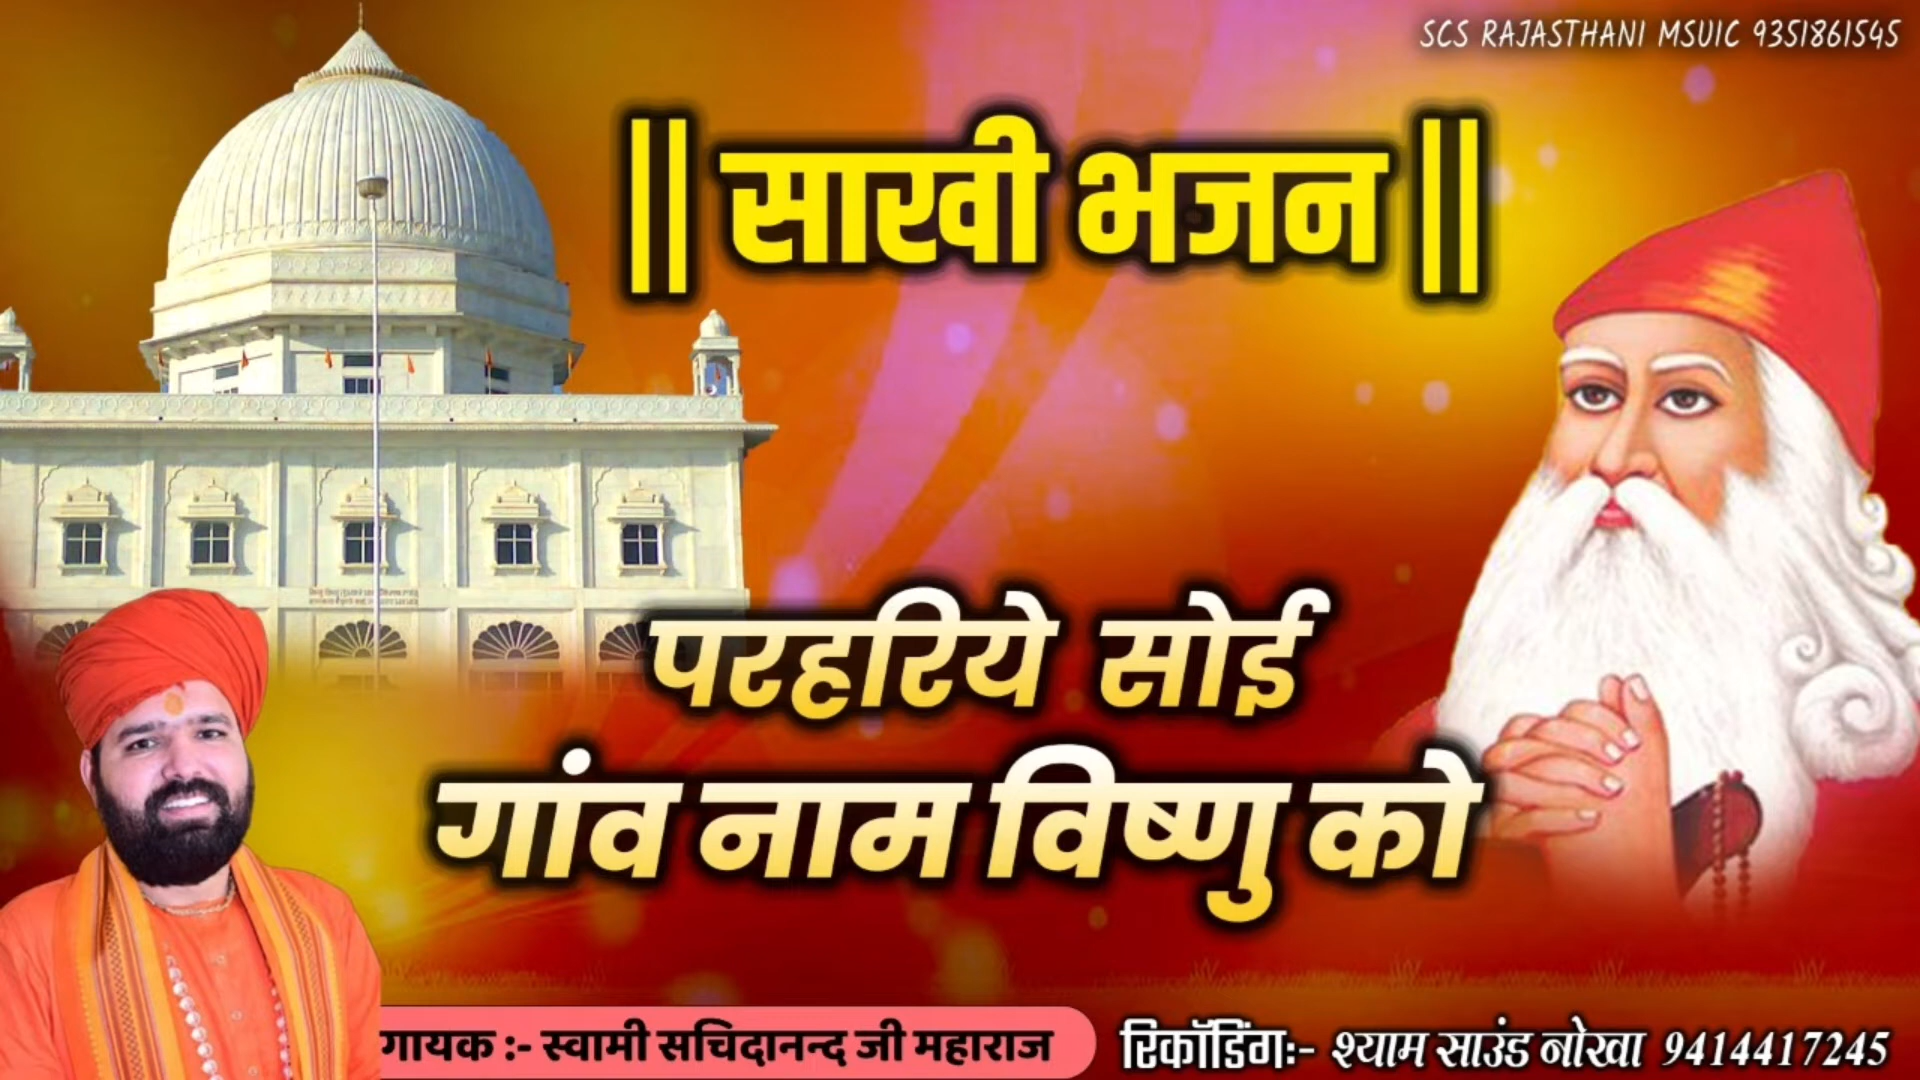 SCS RAJASTHANI MSUIC 9351861545
|| साखी भजन ||
परहरिये सोई
गांव नाम विष्णु को
गायक :- स्वामी सचिदानन्द जी महाराज
रिकॉडिंग:- श्याम साउंड नोखा 9414417245